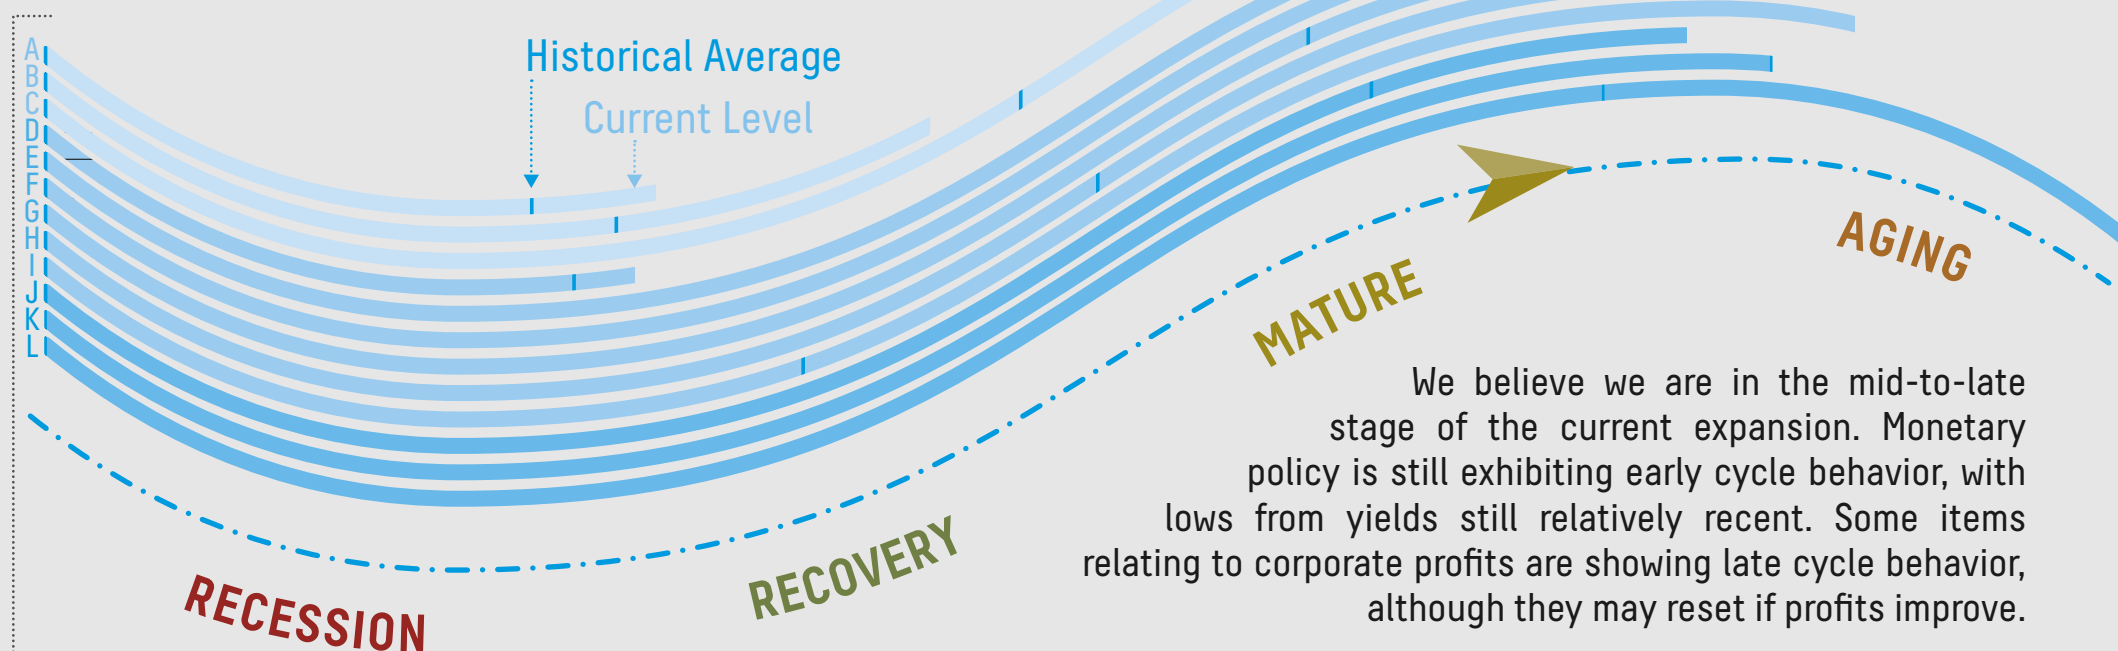 A
B
C
D
E
F
G
H
I
J
K
L
Historical Average
Current Level
RECESSION
RECOVERY
MATURE
AGING
We believe we are in the mid-to-late
stage of the current expansion. Monetary
policy is still exhibiting early cycle behavior, with
lows from yields still relatively recent. Some items
relating to corporate profits are showing late cycle behavior,
although they may reset if profits improve.